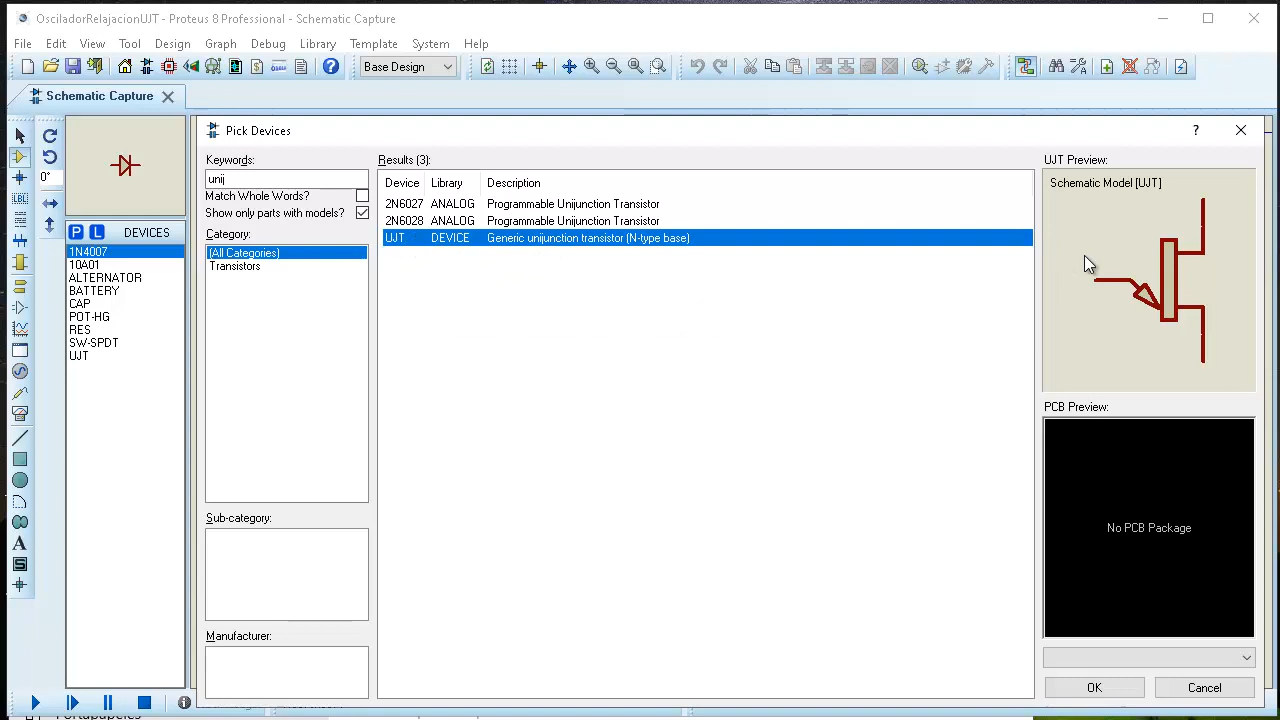 OsciladorRelajacionUJT - Proteus 8 Professional - Schematic Capture
File Edit View Tool Design Graph Debug Library Template System Help
Base Design
Schematic Capture
Pick Devices
?
Keywords:
unij
Match Whole Words?
Show only parts with models?
Category:
(All Categories)
Transistors
Sub-category:
Manufacturer:
Results (3):
Device Library Description
2N6027 ANALOG Programmable Unijunction Transistor
2N6028 ANALOG Programmable Unijunction Transistor
UJT DEVICE Generic unijunction transistor (N-type base)
UJT Preview:
Schematic Model [UJT]
PCB Preview:
No PCB Package
OK Cancel
0°
LBL
P L DEVICES
1N4007
10A01
ALTERNATOR
BATTERY
CAP
POT-HG
RES
SW-SPDT
UJT
A
S